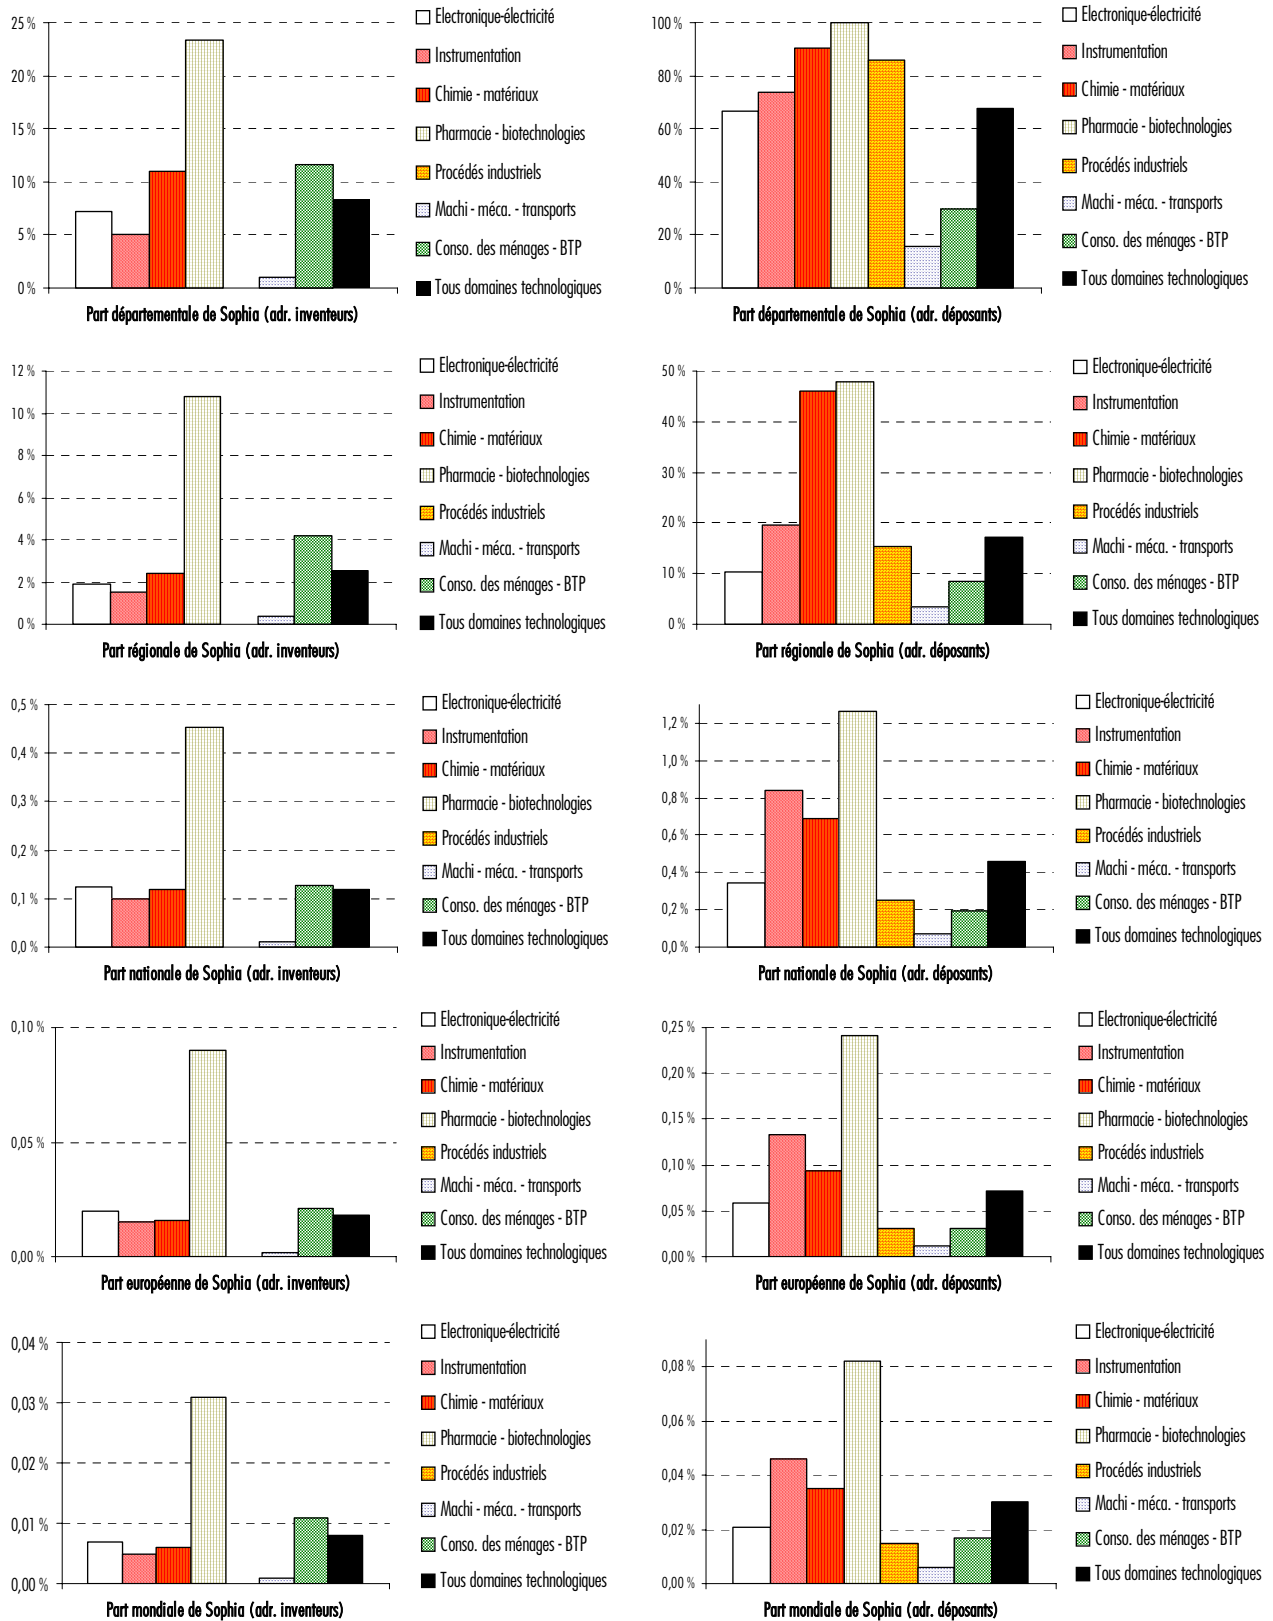 25 %
20 %
15 %
10 %
5 %
0 %
Electronique-électricité
Instrumentation
Chimie - matériaux
Pharmacie - biotechnologies
Procédés industriels
Machi - méca. - transports
Conso. des ménages - BTP
Tous domaines technologiques
Part départementale de Sophia (adr. inventeurs)
100 %
80 %
60 %
40 %
20 %
0 %
Electronique-électricité
Instrumentation
Chimie - matériaux
Pharmacie - biotechnologies
Procédés industriels
Machi - méca. - transports
Conso. des ménages - BTP
Tous domaines technologiques
Part départementale de Sophia (adr. déposants)
12 %
10 %
8 %
6 %
4 %
2 %
0 %
Electronique-électricité
Instrumentation
Chimie - matériaux
Pharmacie - biotechnologies
Procédés industriels
Machi - méca. - transports
Conso. des ménages - BTP
Tous domaines technologiques
Part régionale de Sophia (adr. inventeurs)
50 %
40 %
30 %
20 %
10 %
0 %
Electronique-électricité
Instrumentation
Chimie - matériaux
Pharmacie - biotechnologies
Procédés industriels
Machi - méca. - transports
Conso. des ménages - BTP
Tous domaines technologiques
Part régionale de Sophia (adr. déposants)
0,5 %
0,4 %
0,3 %
0,2 %
0,1 %
0,0 %
Electronique-électricité
Instrumentation
Chimie - matériaux
Pharmacie - biotechnologies
Procédés industriels
Machi - méca. - transports
Conso. des ménages - BTP
Tous domaines technologiques
Part nationale de Sophia (adr. inventeurs)
1,2 %
1,0 %
0,8 %
0,6 %
0,4 %
0,2 %
0,0 %
Electronique-électricité
Instrumentation
Chimie - matériaux
Pharmacie - biotechnologies
Procédés industriels
Machi - méca. - transports
Conso. des ménages - BTP
Tous domaines technologiques
Part nationale de Sophia (adr. déposants)
0,10 %
0,05 %
0,00 %
Electronique-électricité
Instrumentation
Chimie - matériaux
Pharmacie - biotechnologies
Procédés industriels
Machi - méca. - transports
Conso. des ménages - BTP
Tous domaines technologiques
Part européenne de Sophia (adr. inventeurs)
0,25 %
0,20 %
0,15 %
0,10 %
0,05 %
0,00 %
Electronique-électricité
Instrumentation
Chimie - matériaux
Pharmacie - biotechnologies
Procédés industriels
Machi - méca. - transports
Conso. des ménages - BTP
Tous domaines technologiques
Part européenne de Sophia (adr. déposants)
0,04 %
0,03 %
0,02 %
0,01 %
0,00 %
Electronique-électricité
Instrumentation
Chimie - matériaux
Pharmacie - biotechnologies
Procédés industriels
Machi - méca. - transports
Conso. des ménages - BTP
Tous domaines technologiques
Part mondiale de Sophia (adr. inventeurs)
0,08 %
0,06 %
0,04 %
0,02 %
0,00 %
Electronique-électricité
Instrumentation
Chimie - matériaux
Pharmacie - biotechnologies
Procédés industriels
Machi - méca. - transports
Conso. des ménages - BTP
Tous domaines technologiques
Part mondiale de Sophia (adr. déposants)